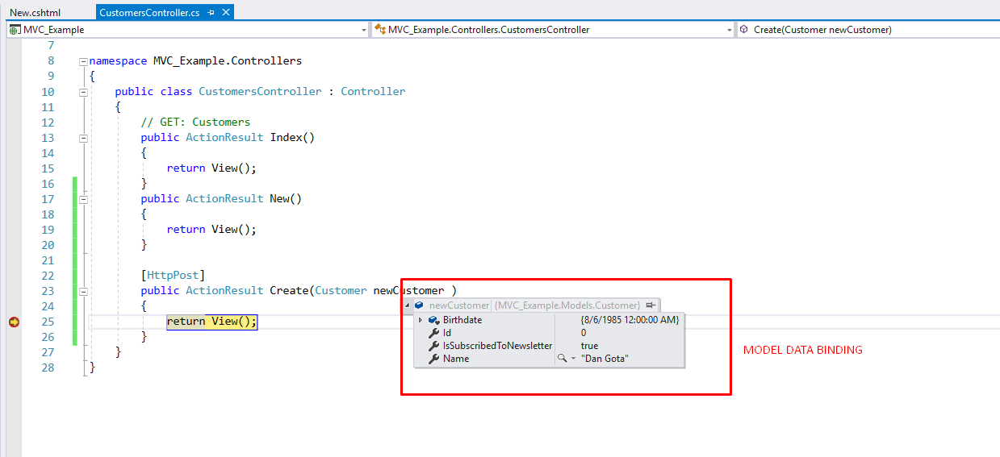 New.cshtml CustomersController.cs
MVC_Example MVC_Example.Controllers.CustomersController Create(Customer newCustomer)
7
8 namespace MVC_Example.Controllers
9 {
10 public class CustomersController : Controller
11 {
12 // GET: Customers
13 public ActionResult Index()
14 {
15 return View();
16 }
17 public ActionResult New()
18 {
19 return View();
20 }
21
22 [HttpPost]
23 public ActionResult Create(Customer newCustomer )
24 {
newCustomer {MVC_Example.Models.Customer}
25 return View();
Birthdate {8/6/1985 12:00:00 AM}
Id 0
26 }
IsSubscribedToNewsletter true
27 }
Name "Dan Gota"
28 }
MODEL DATA BINDING